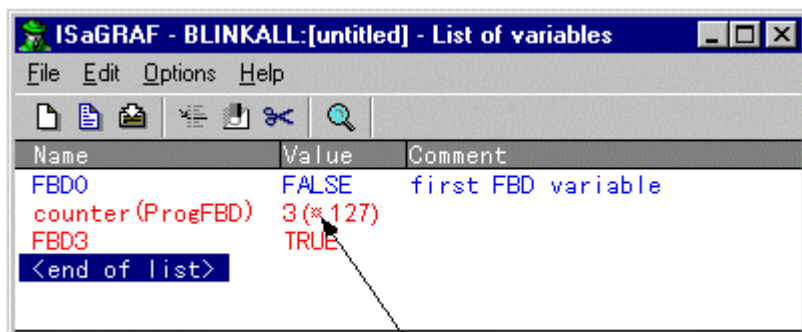 ISaGRAF - BLINKALL:[untitled] - List of variables
File Edit Options Help
Name Value Comment
FBD0 FALSE first FBD variable
counter(ProgFBD) 3(※127)
FBD3 TRUE
<end of list>